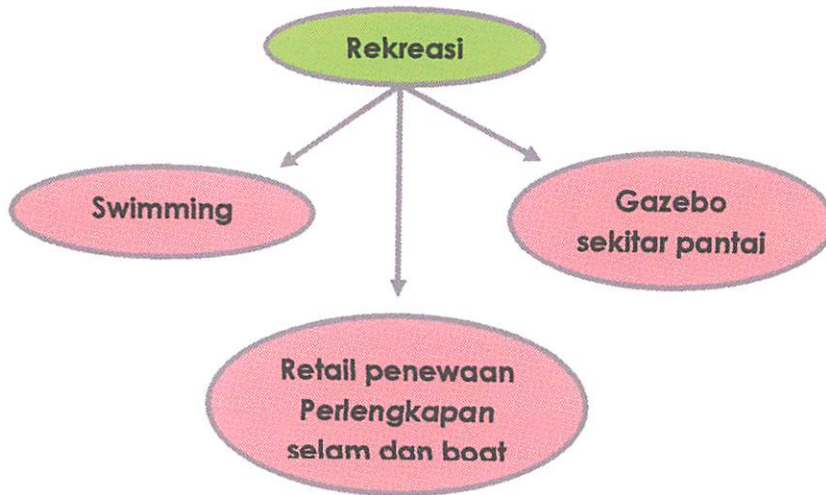 Rekreasi
Swimming
Gazebo
sekitar pantai
Retail penewaan
Perlengkapan
selam dan boat